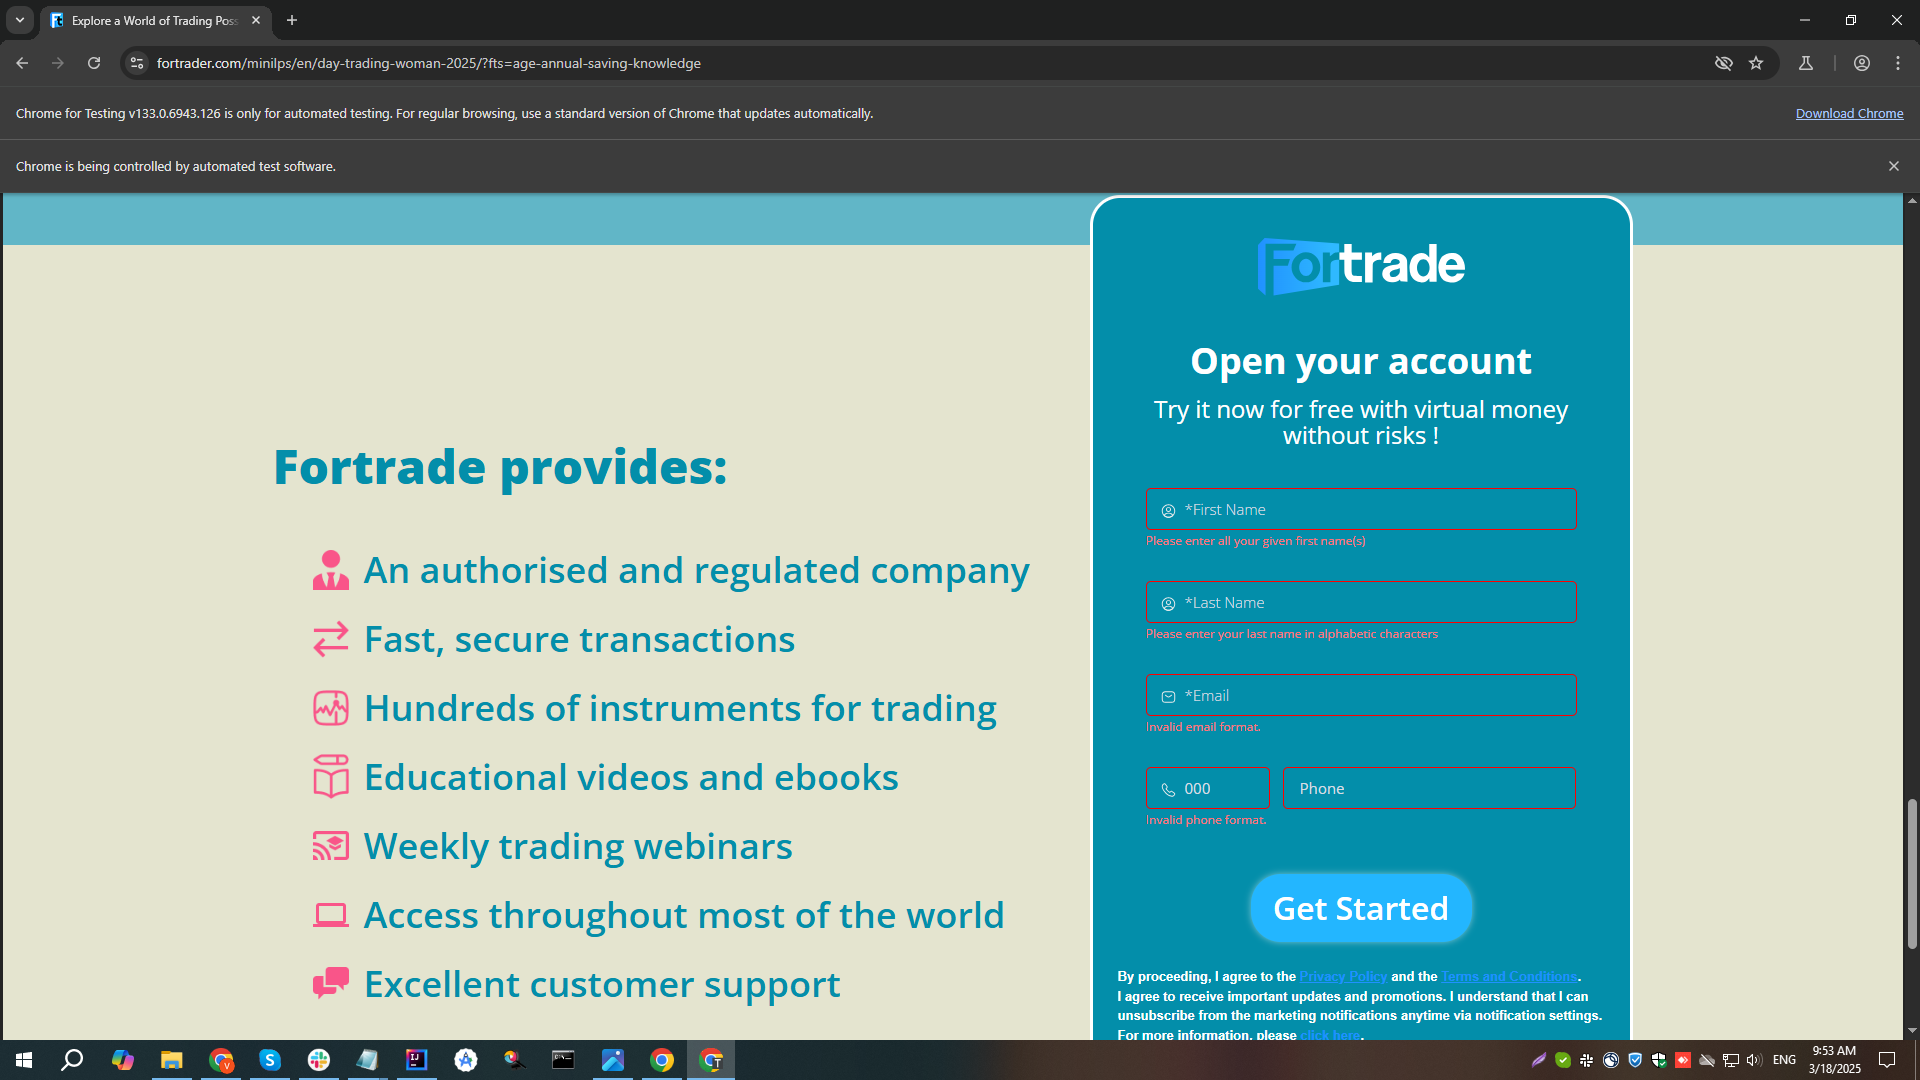 Explore a World of Trading Pos
fortrader.com/minilps/en/day-trading-woman-2025/?fts=age-annual-saving-knowledge
Chrome for Testing v133.0.6943.126 is only for automated testing. For regular browsing, use a standard version of Chrome that updates automatically.
Download Chrome
Chrome is being controlled by automated test software.
Fortrade
Open your account
Try it now for free with virtual money
without risks !
Fortrade provides:
An authorised and regulated company
Fast, secure transactions
Hundreds of instruments for trading
Educational videos and ebooks
Weekly trading webinars
Access throughout most of the world
Excellent customer support
*First Name
Please enter all your given first name(s)
*Last Name
Please enter your last name in alphabetic characters
*Email
Invalid email format.
000
Phone
Invalid phone format.
Get Started
By proceeding, I agree to the Privacy Policy and the Terms and Conditions.
I agree to receive important updates and promotions. I understand that I can
unsubscribe from the marketing notifications anytime via notification settings.
For more information, please click here.
ENG
9:53 AM
3/18/2025